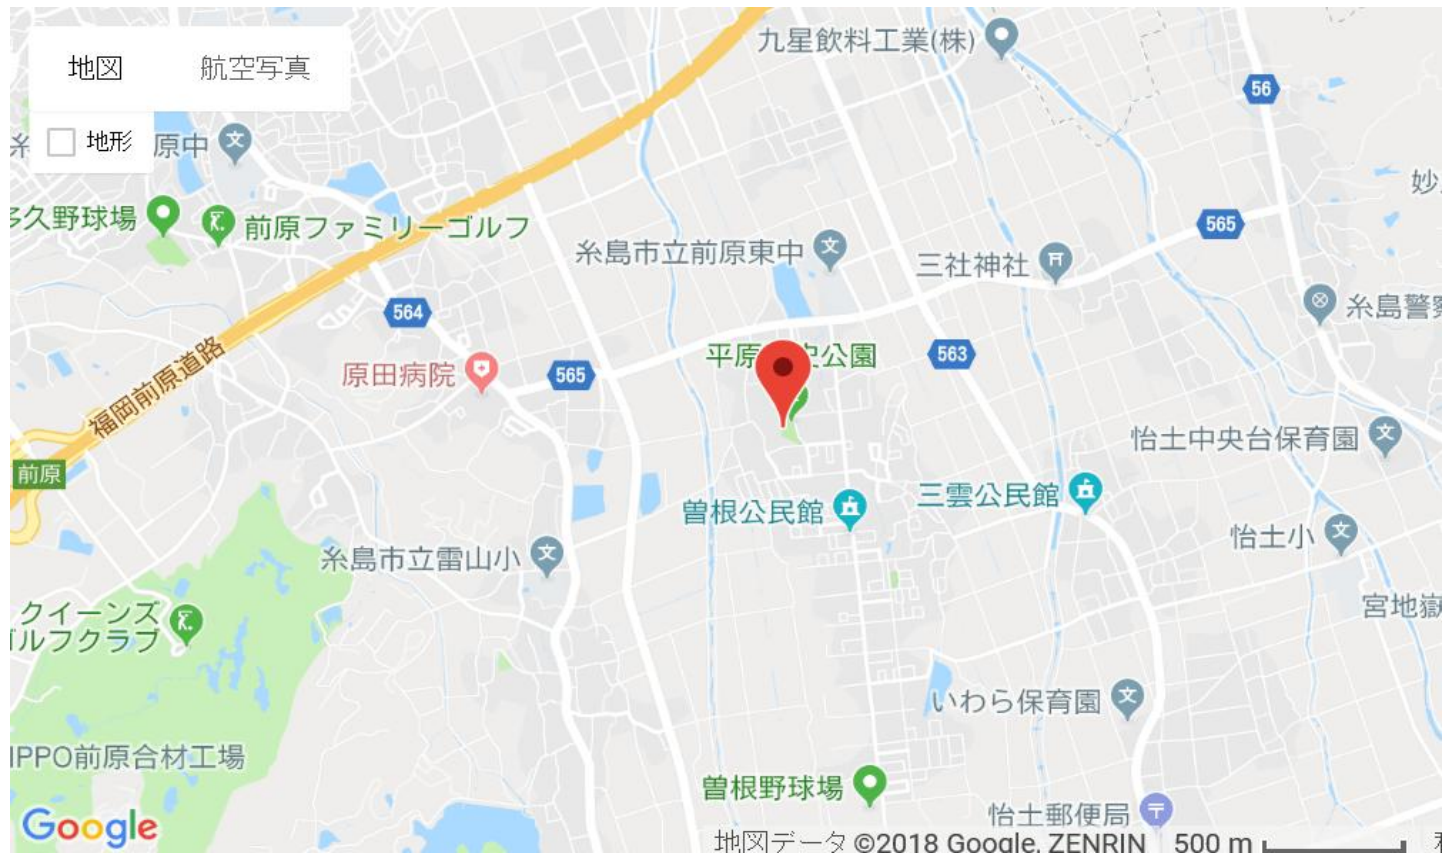 九星飲料工業(株)
地図
航空写真
56
地形
原中
妙
久野球場
前原ファミリーゴルフ
565
糸島市立前原東中
三社神社
564
糸島警
福岡前原道路
平原
史公園
563
原田病院
565
怡土中央台保育園
前原
三雲公民館
曽根公民館
怡土小
糸島市立雷山小
クイーンズ
ルフクラブ
宮地嶽
いわら保育園
IPPO前原合材工場
曽根野球場
怡土郵便局
Google
地図データ ©2018 Google, ZENRIN
500 m